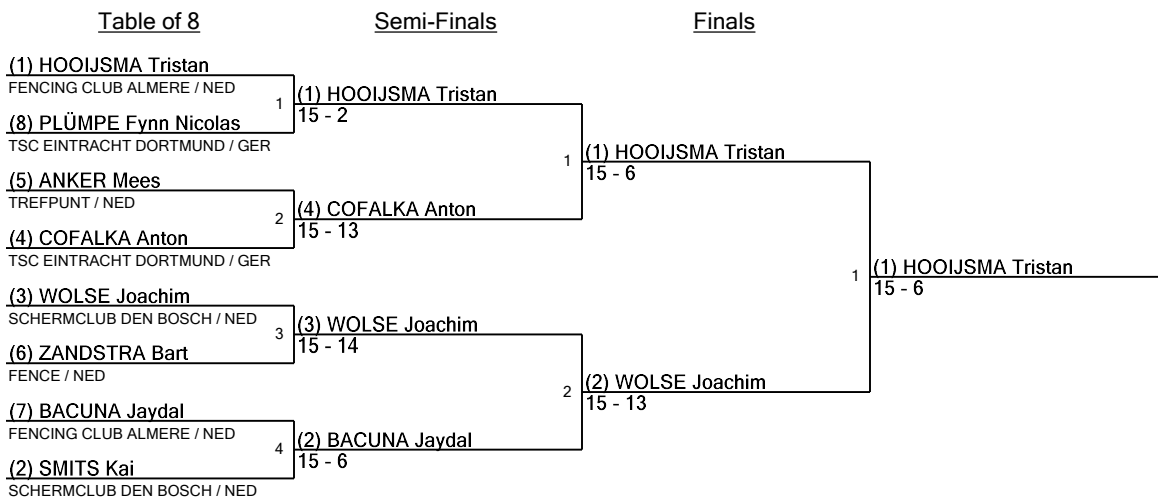 Table of 8
Semi-Finals
Finals
(1) HOOIJSMA Tristan
FENCING CLUB ALMERE / NED
1
(8) PLÜMPE Fynn Nicolas
TSC EINTRACHT DORTMUND / GER
(5) ANKER Mees
TREFPUNT / NED
2
(4) COFALKA Anton
TSC EINTRACHT DORTMUND / GER
(3) WOLSE Joachim
SCHERMCLUB DEN BOSCH / NED
3
(6) ZANDSTRA Bart
FENCE / NED
(7) BACUNA Jaydal
FENCING CLUB ALMERE / NED
4
(2) SMITS Kai
SCHERMCLUB DEN BOSCH / NED
(1) HOOIJSMA Tristan
15 - 2
1
(4) COFALKA Anton
15 - 13
(3) WOLSE Joachim
15 - 14
2
(2) BACUNA Jaydal
15 - 6
(1) HOOIJSMA Tristan
15 - 6
1
(2) WOLSE Joachim
15 - 13
(1) HOOIJSMA Tristan
15 - 6